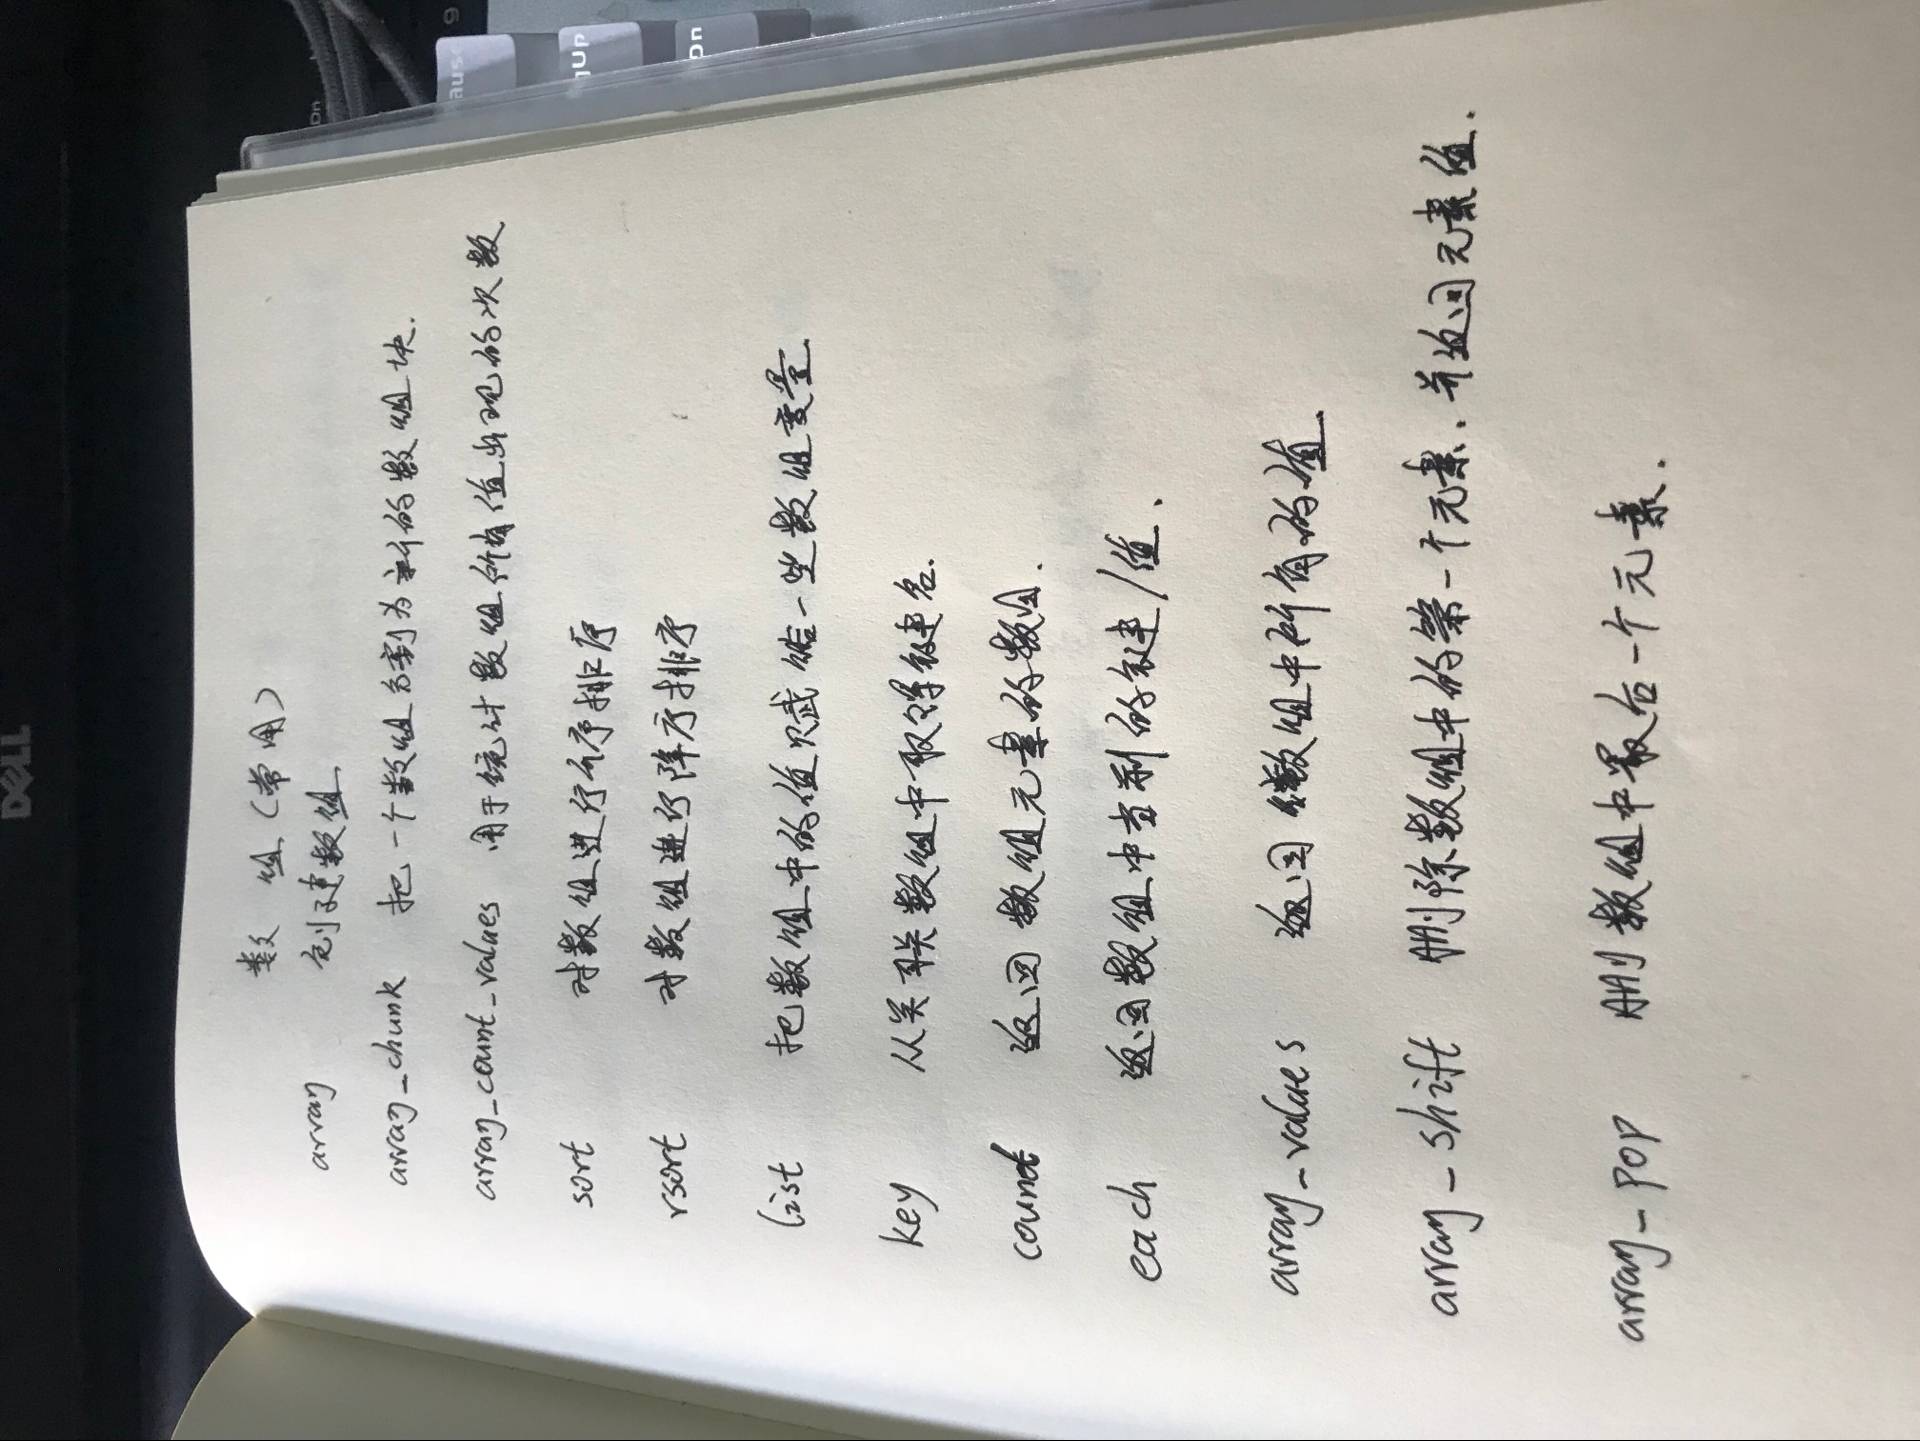 数 组（常用）
array 创建数组
array_chunk 把一个数组分割为新的数组块.
array_count_values 用于统计数组所有值出现的次数
sort 对数组进行升序排序
rsort 对数组进行降序排序
list 把数组中的值赋给一些数组变量.
key 从关联数组中取得键名.
count 返回数组元素的数目.
each 返回数组中当前的键/值.
array_values 返回数组中所有的值.
array_shift 删除数组中的第一个元素.并返回元素值.
array_pop 删数组中最后一个元素.
DELL
ause
gUp
Dn
Dn
9